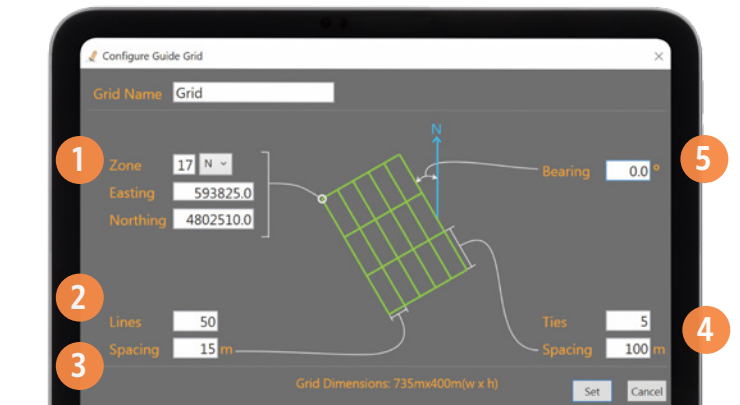 Configure Guide Grid
Grid Name Grid
N
1 Zone 17 N
Easting 593825.0
Northing 4802510.0
Bearing 0.0 °
5
2
Lines 50
3 Spacing 15 m
Ties 5
4
Spacing 100 m
Grid Dimensions: 735mx400m(w x h)
Set Cancel